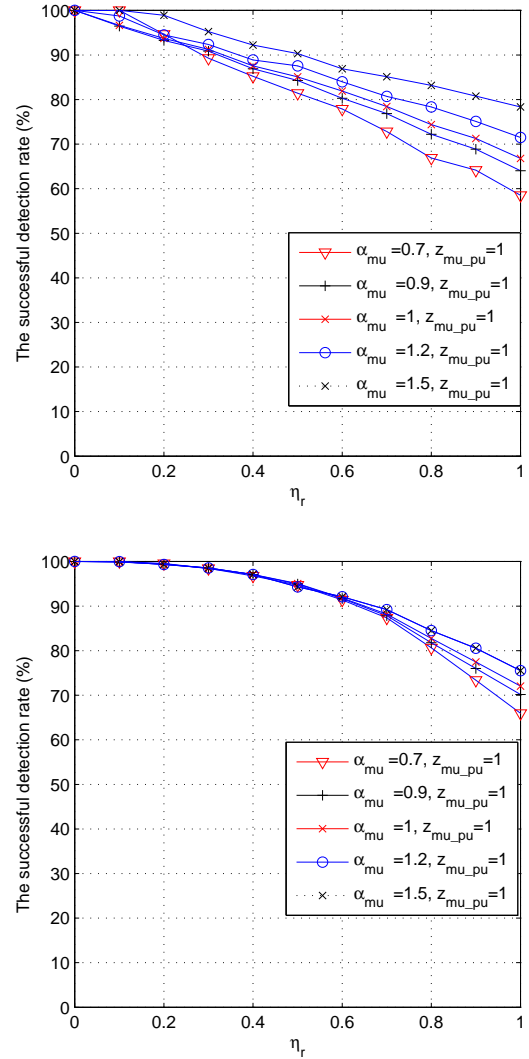 The successful detection rate (%)
100
90
80
70
60
50
40
30
20
10
0
α_mu =0.7, z_mu_pu=1
α_mu =0.9, z_mu_pu=1
α_mu =1, z_mu_pu=1
α_mu =1.2, z_mu_pu=1
α_mu =1.5, z_mu_pu=1
0 0.2 0.4 0.6 0.8 1
η_r
The successful detection rate (%)
100
90
80
70
60
50
40
30
20
10
0
α_mu =0.7, z_mu_pu=1
α_mu =0.9, z_mu_pu=1
α_mu =1, z_mu_pu=1
α_mu =1.2, z_mu_pu=1
α_mu =1.5, z_mu_pu=1
0 0.2 0.4 0.6 0.8 1
η_r